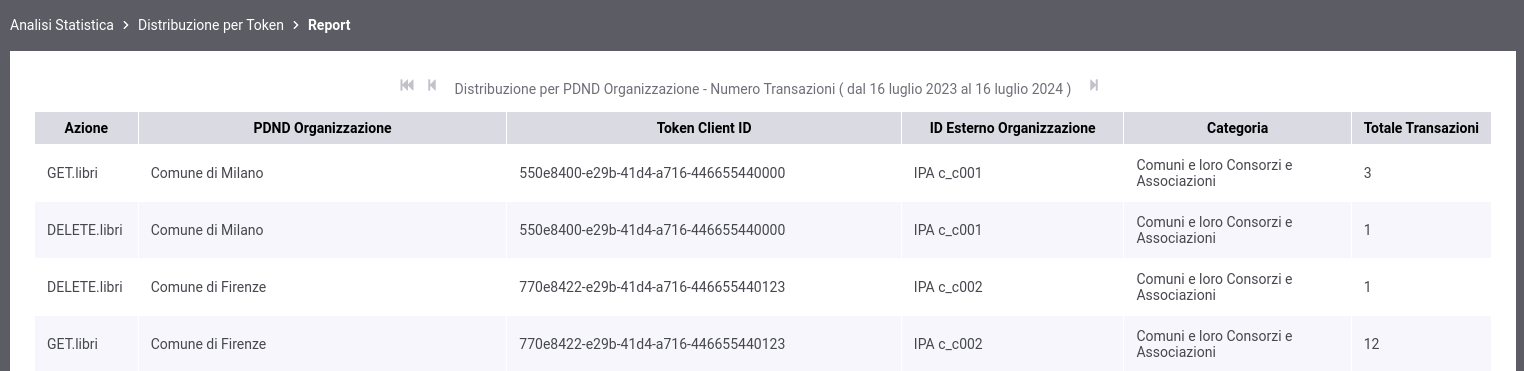 Analisi Statistica > Distribuzione per Token > Report
Distribuzione per PDND Organizzazione - Numero Transazioni ( dal 16 luglio 2023 al 16 luglio 2024 )
Azione PDND Organizzazione Token Client ID ID Esterno Organizzazione Categoria Totale Transazioni
GET.libri Comune di Milano 550e8400-e29b-41d4-a716-446655440000 IPA c_c001 Comuni e loro Consorzi e Associazioni 3
DELETE.libri Comune di Milano 550e8400-e29b-41d4-a716-446655440000 IPA c_c001 Comuni e loro Consorzi e Associazioni 1
DELETE.libri Comune di Firenze 770e8422-e29b-41d4-a716-446655440123 IPA c_c002 Comuni e loro Consorzi e Associazioni 1
GET.libri Comune di Firenze 770e8422-e29b-41d4-a716-446655440123 IPA c_c002 Comuni e loro Consorzi e Associazioni 12